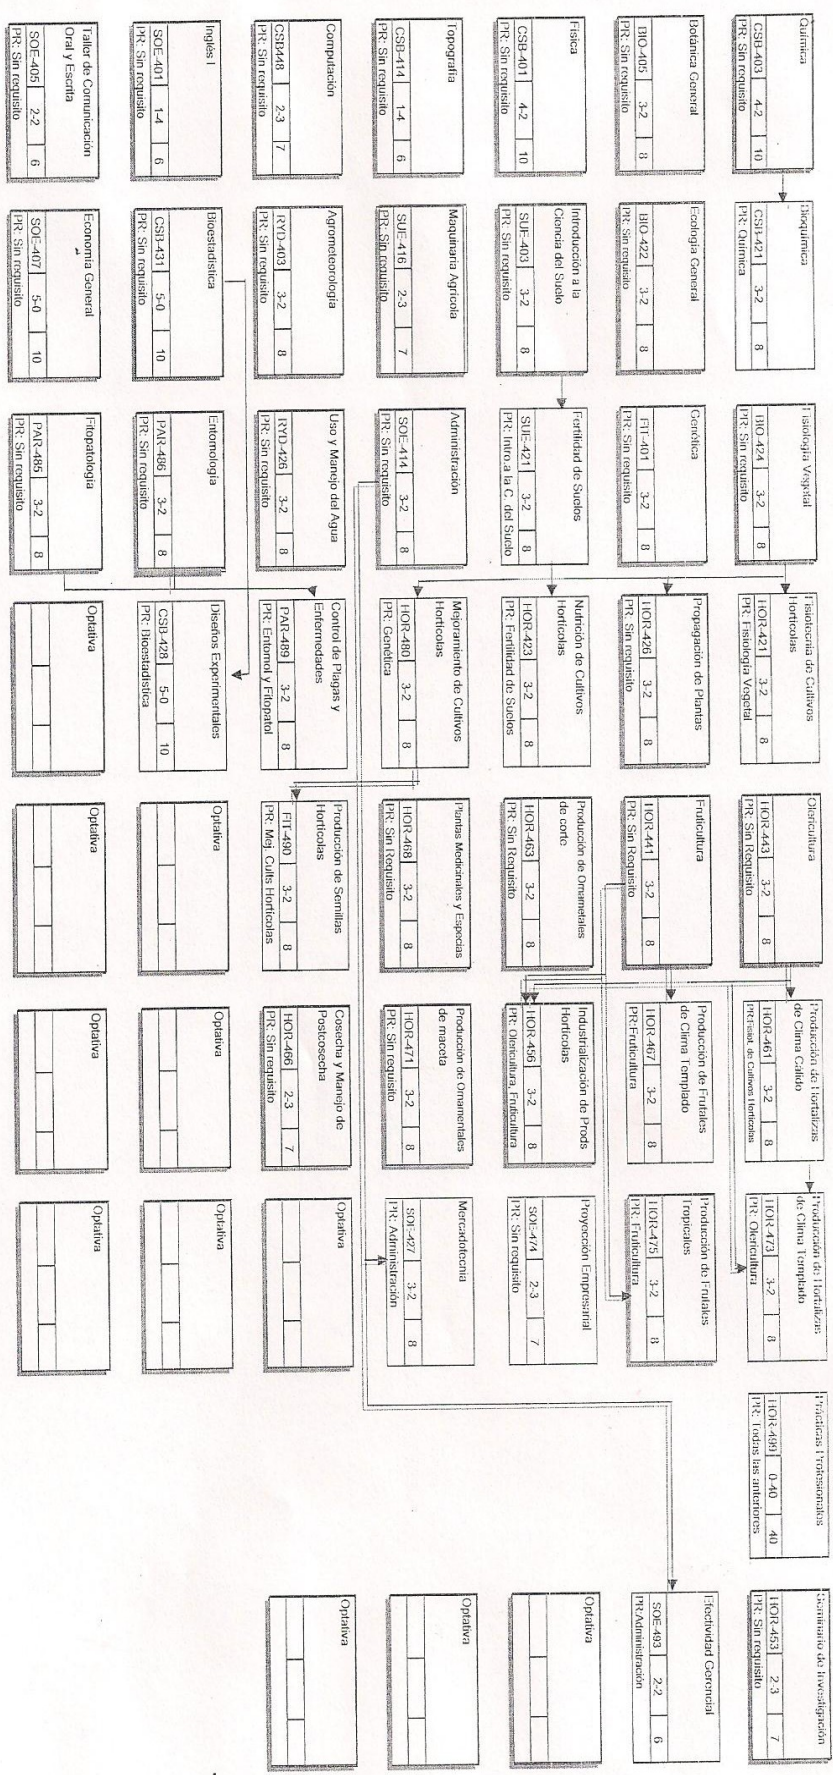 Química
CSB-403 4-2 10
PR: Sin requisito
Bioquímica
CSB-421 3-2 8
PR: Química
Fisiología Vegetal
BIO-424 3-2 8
PR: Sin requisito
Fisiotecnia de Cultivos
Hortícolas
HOR-421 3-2 8
PR: Fisiología Vegetal
Olericultura
HOR-443 3-2 8
PR: Sin Requisito
Producción de Hortalizas
de Clima Cálido
HOR-461 3-2 8
PR:Fisiot. de Cultivos Hortícolas
Producción de Hortalizas
de Clima Templado
HOR-473 3-2 8
PR: Olericultura
Prácticas Profesionales
HOR-499 0-40 40
PR: Todas las anteriores
Seminario de Investigación
HOR-453 2-3 7
PR: Sin requisito
Botánica General
BIO-405 3-2 8
PR: Sin requisito
Ecología General
BIO-422 3-2 8
PR: Sin requisito
Genética
FIT-401 3-2 8
PR: Sin requisito
Propagación de Plantas
HOR-426 3-2 8
PR: Sin requisito
Fruticultura
HOR-441 3-2 8
PR: Sin Requisito
Producción de Frutales
de Clima Templado
HOR-467 3-2 8
PR:Fruticultura
Producción de Frutales
Tropicales
HOR-475 3-2 8
PR: Fruticultura
Efectividad Gerencial
SOE-493 2-2 6
PR:Administración
Física
CSB-401 4-2 10
PR: Sin requisito
Introducción a la
Ciencia del Suelo
SUE-403 3-2 8
PR: Sin requisito
Fertilidad de Suelos
SUE-421 3-2 8
PR: Intro.a la C. del Suelo
Nutrición de Cultivos
Hortícolas
HOR-423 3-2 8
PR: Fertilidad de Suelos
Producción de Ornametales
de corte
HOR-463 3-2 8
PR: Sin Requisito
Industrialización de Prods
Hortícolas
HOR-456 3-2 8
PR: Olericultura, Fruticultura
Proyección Empresarial
SOE-474 2-3 7
PR: Sin requisito
Optativa
Topografía
CSB-414 1-4 6
PR: Sin requisito
Maquinaria Agrícola
SUE-416 2-3 7
PR: Sin requisito
Administración
SOE-414 3-2 8
PR: Sin requisito
Mejoramiento de Cultivos
Hortícolas
HOR-480 3-2 8
PR: Genética
Plantas Medicinales y Especias
HOR-468 3-2 8
PR: Sin Requisito
Producción de Ornamentales
de maceta
HOR-471 3-2 8
PR: Sin requisito
Mercadotecnia
SOE-427 3-2 8
PR: Administración
Optativa
Computación
CSB448 2-3 7
PR: Sin requisito
Agrometeorología
RYD-403 3-2 8
PR: Sin requisito
Uso y Manejo del Agua
RYD-426 3-2 8
PR: Sin requisito
Control de Plagas y
Enfermedades
PAR-489 3-2 8
PR: Entomol y Fitopatol
Producción de Semillas
Hortícolas
FIT-490 3-2 8
PR: Mej. Cults Hortícolas
Cosecha y Manejo de
Postcosecha
HOR-466 2-3 7
PR: Sin requisito
Optativa
Optativa
Inglés I
SOE-401 1-4 6
PR: Sin requisito
Bioestadística
CSB-431 5-0 10
PR: Sin requisito
Entomología
PAR-486 3-2 8
PR: Sin requisito
Diseños Experimentales
CSB-428 5-0 10
PR: Bioestadística
Optativa
Optativa
Optativa
Taller de Comunicación
Oral y Escrita
SOE-405 2-2 6
PR: Sin requisito
Economía General
SOE-407 5-0 10
PR: Sin requisito
Fitopatología
PAR-485 3-2 8
PR: Sin requisito
Optativa
Optativa
Optativa
Optativa